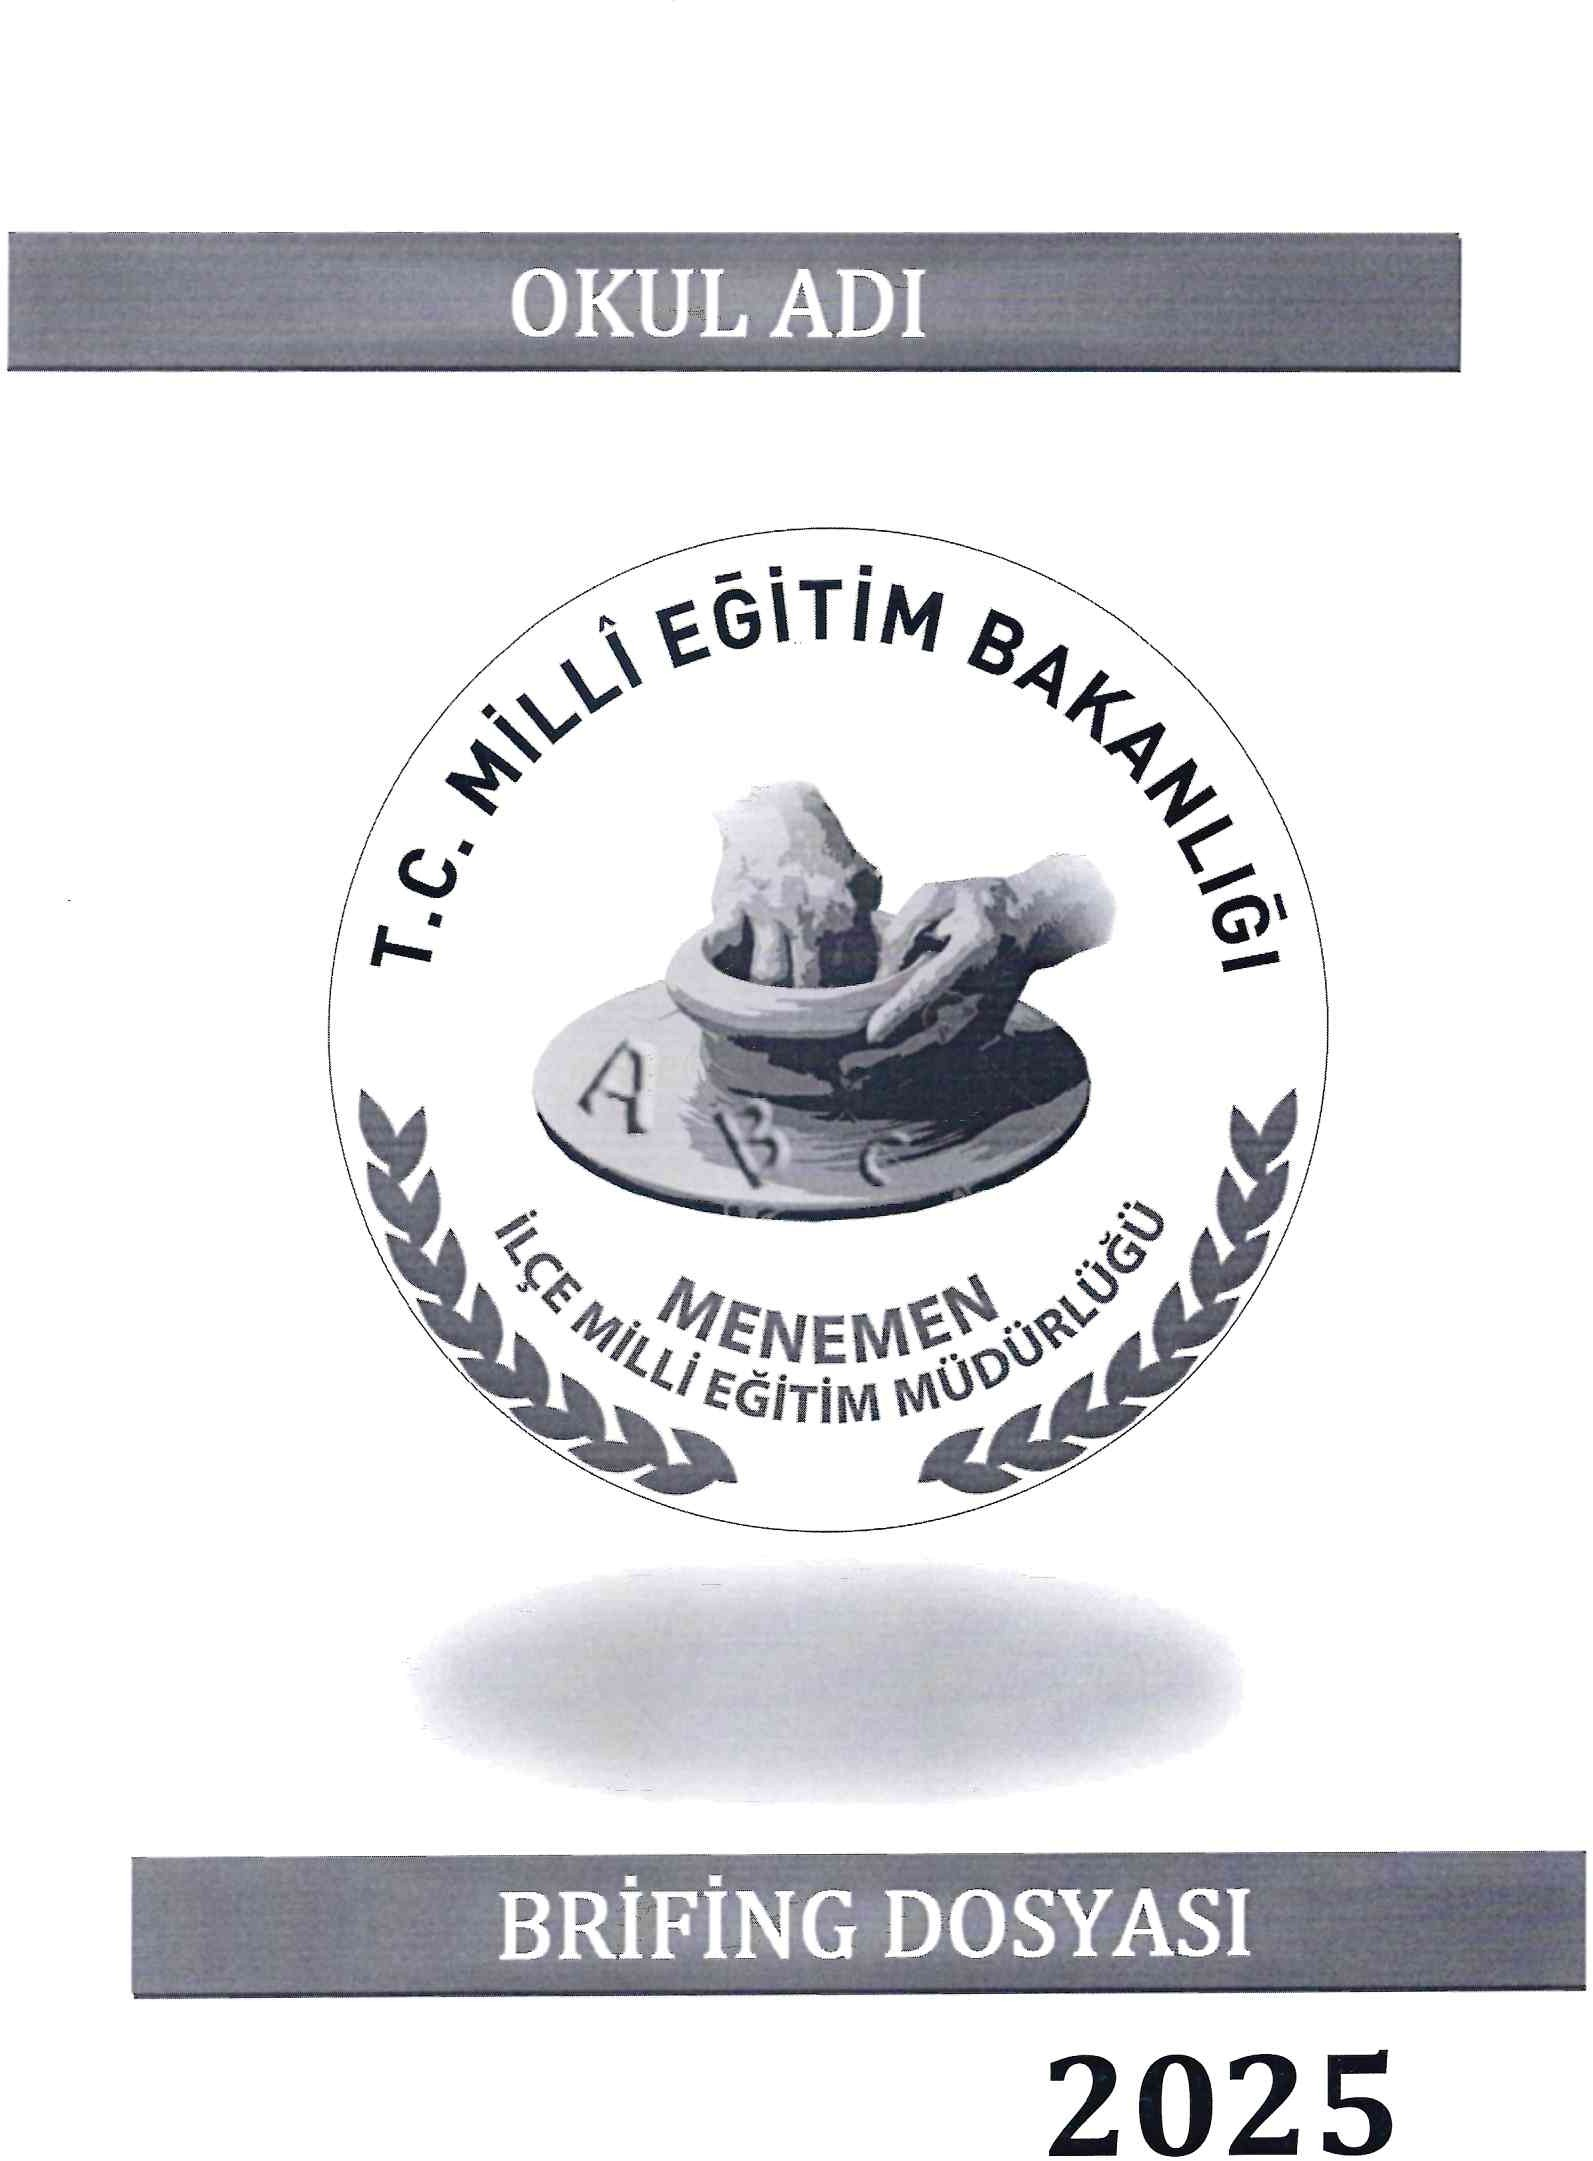 OKUL ADI
T.C. MİLLÎ EĞİTİM BAKANLIĞI
A B C
MENEMEN
İLÇE MİLLİ EĞİTİM MÜDÜRLÜĞÜ
BRİFİNG DOSYASI
2025